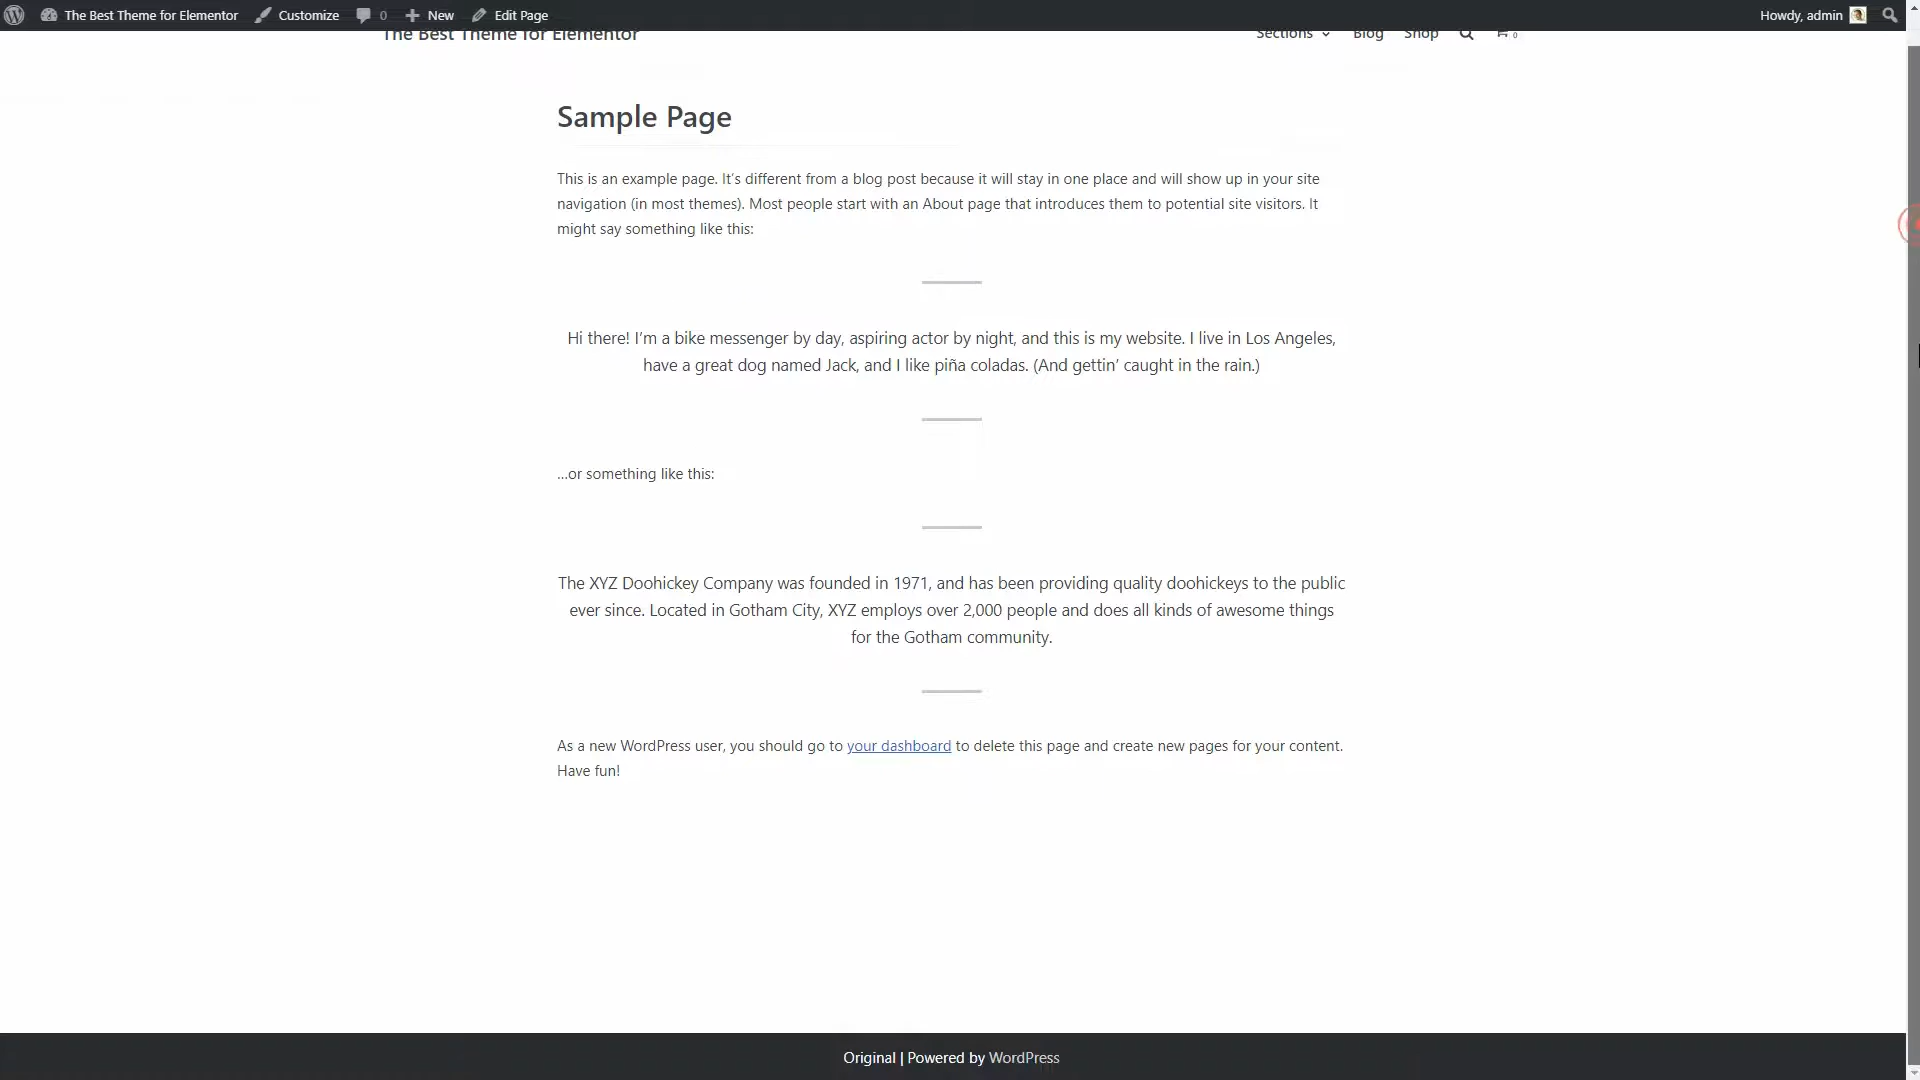 The Best Theme for Elementor Customize 0 New Edit Page Howdy, admin
The Best Theme for Elementor Sections Blog Shop 0
Sample Page
This is an example page. It’s different from a blog post because it will stay in one place and will show up in your site
navigation (in most themes). Most people start with an About page that introduces them to potential site visitors. It
might say something like this:
Hi there! I’m a bike messenger by day, aspiring actor by night, and this is my website. I live in Los Angeles,
have a great dog named Jack, and I like piña coladas. (And gettin’ caught in the rain.)
…or something like this:
The XYZ Doohickey Company was founded in 1971, and has been providing quality doohickeys to the public
ever since. Located in Gotham City, XYZ employs over 2,000 people and does all kinds of awesome things
for the Gotham community.
As a new WordPress user, you should go to your dashboard to delete this page and create new pages for your content.
Have fun!
Original | Powered by WordPress